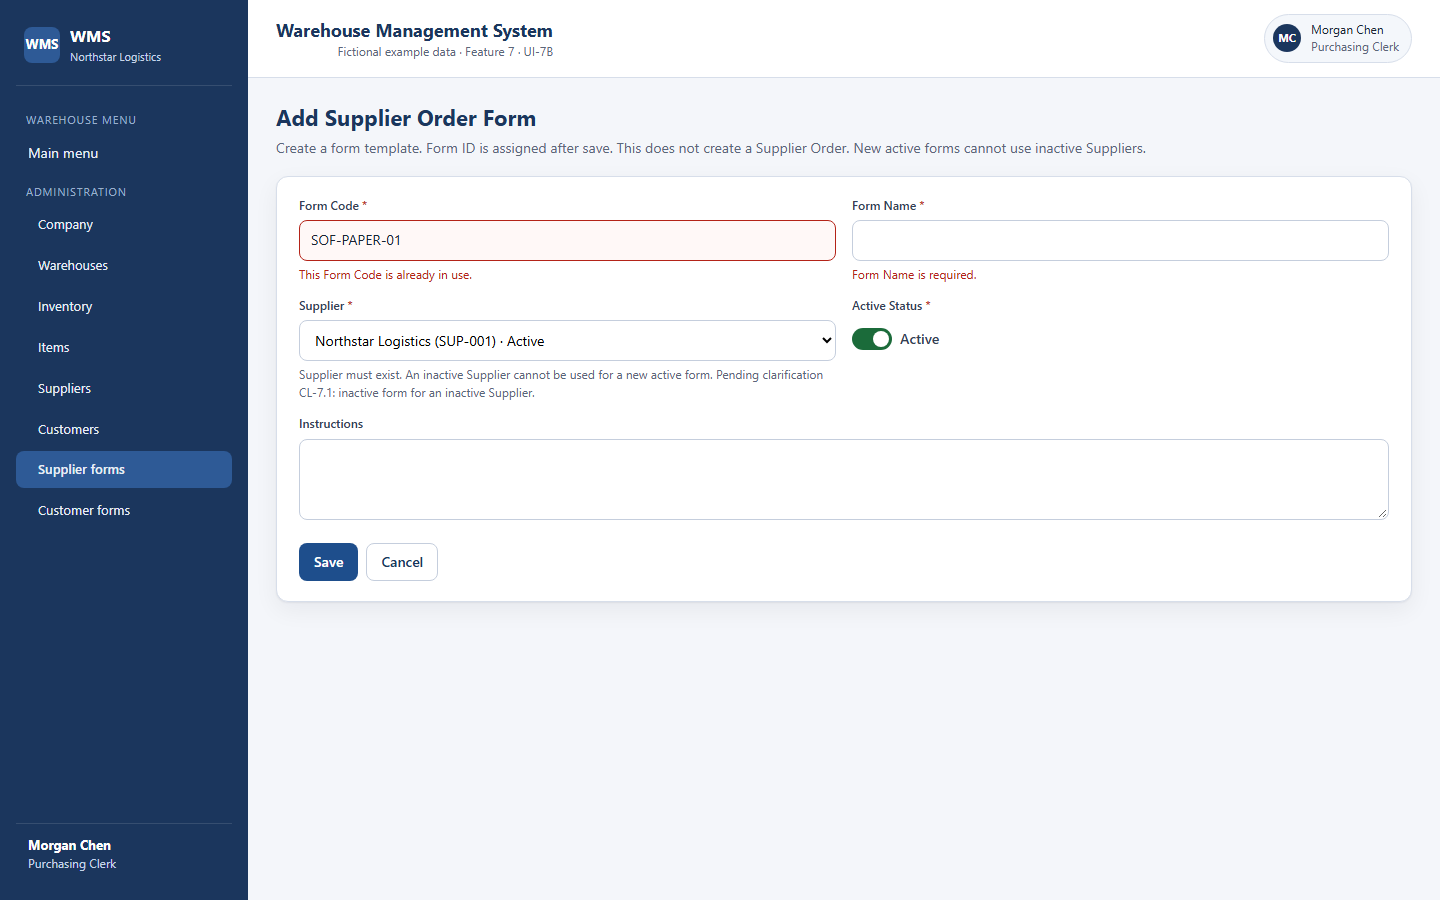 WMS
WMS
Northstar Logistics
WAREHOUSE MENU
Main menu
ADMINISTRATION
Company
Warehouses
Inventory
Items
Suppliers
Customers
Supplier forms
Customer forms
Morgan Chen
Purchasing Clerk
Warehouse Management System
Fictional example data · Feature 7 · UI-7B
MC
Morgan Chen
Purchasing Clerk
Add Supplier Order Form
Create a form template. Form ID is assigned after save. This does not create a Supplier Order. New active forms cannot use inactive Suppliers.
Form Code *
SOF-PAPER-01
This Form Code is already in use.
Form Name *
Form Name is required.
Supplier *
Northstar Logistics (SUP-001) · Active
Supplier must exist. An inactive Supplier cannot be used for a new active form. Pending clarification
CL-7.1: inactive form for an inactive Supplier.
Active Status *
Active
Instructions
Save
Cancel